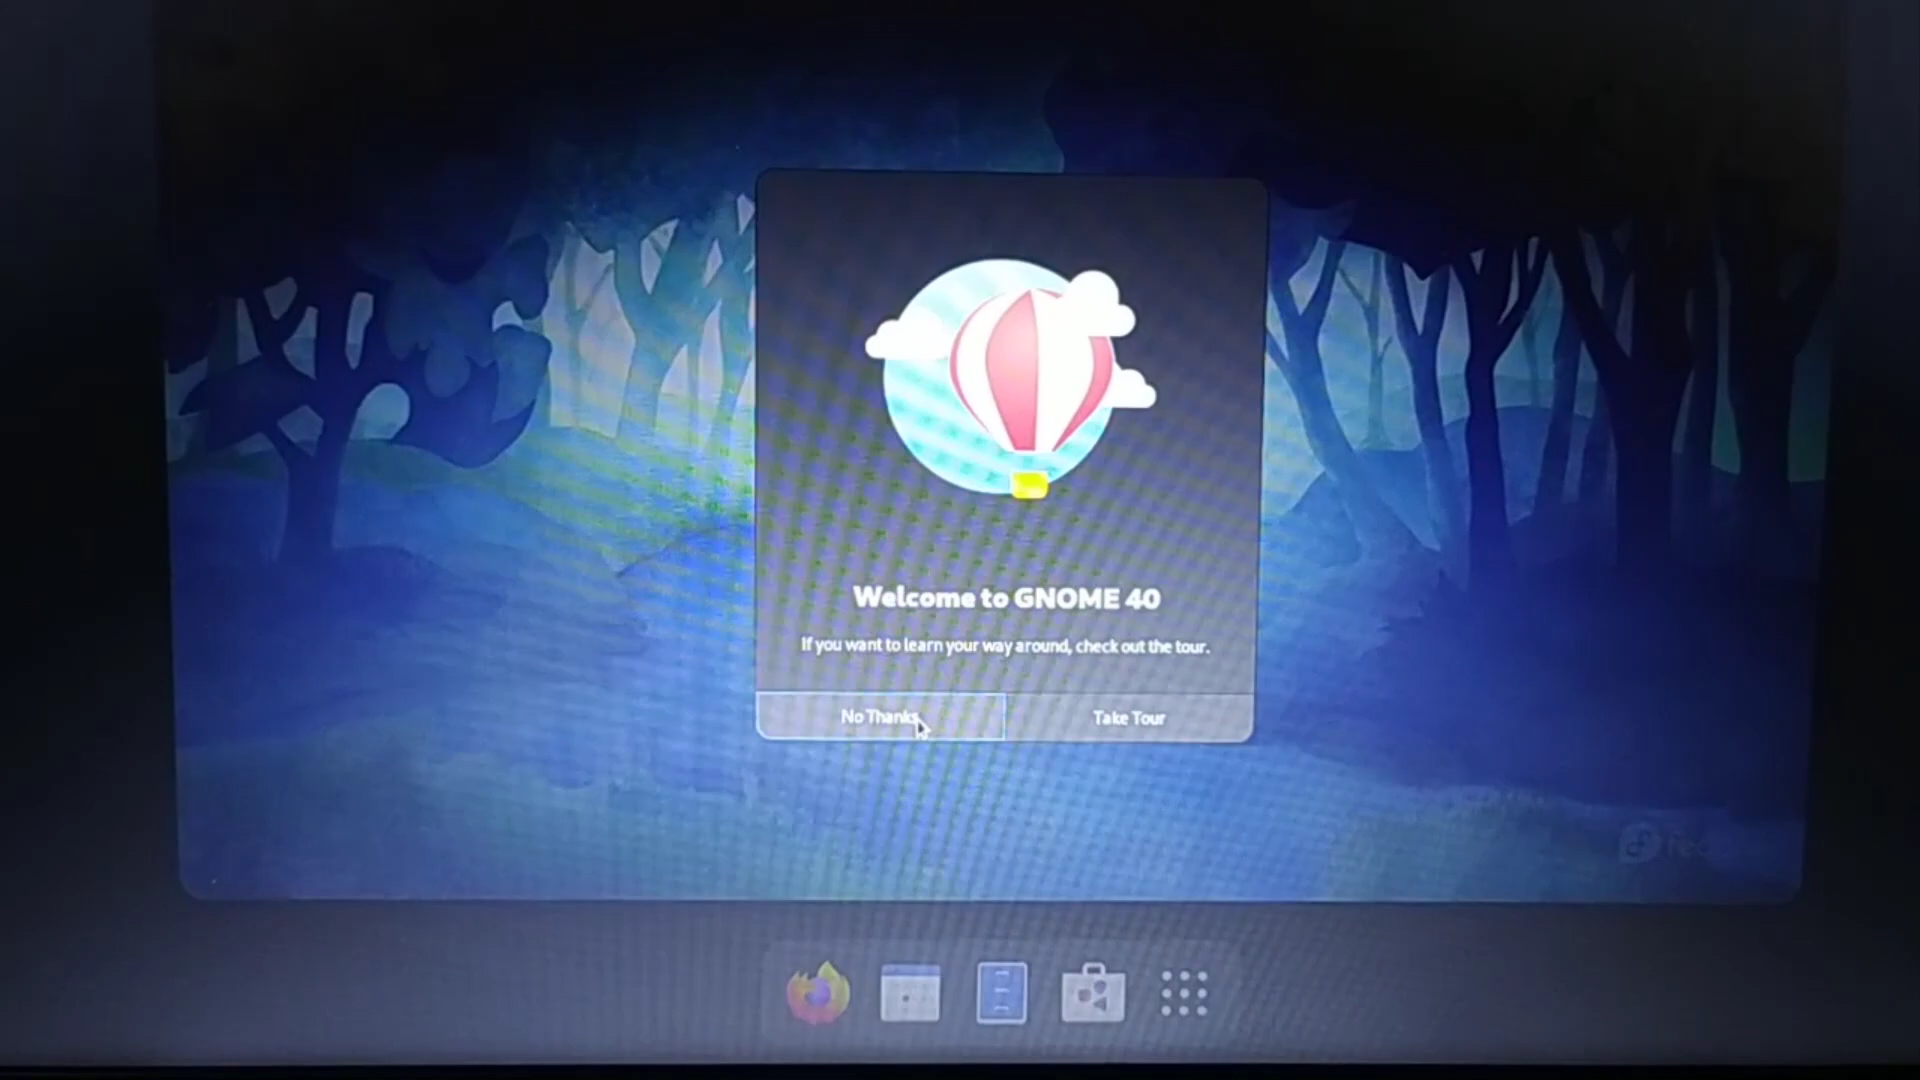 Welcome to GNOME 40
If you want to learn your way around, check out the tour.
No Thanks
Take Tour